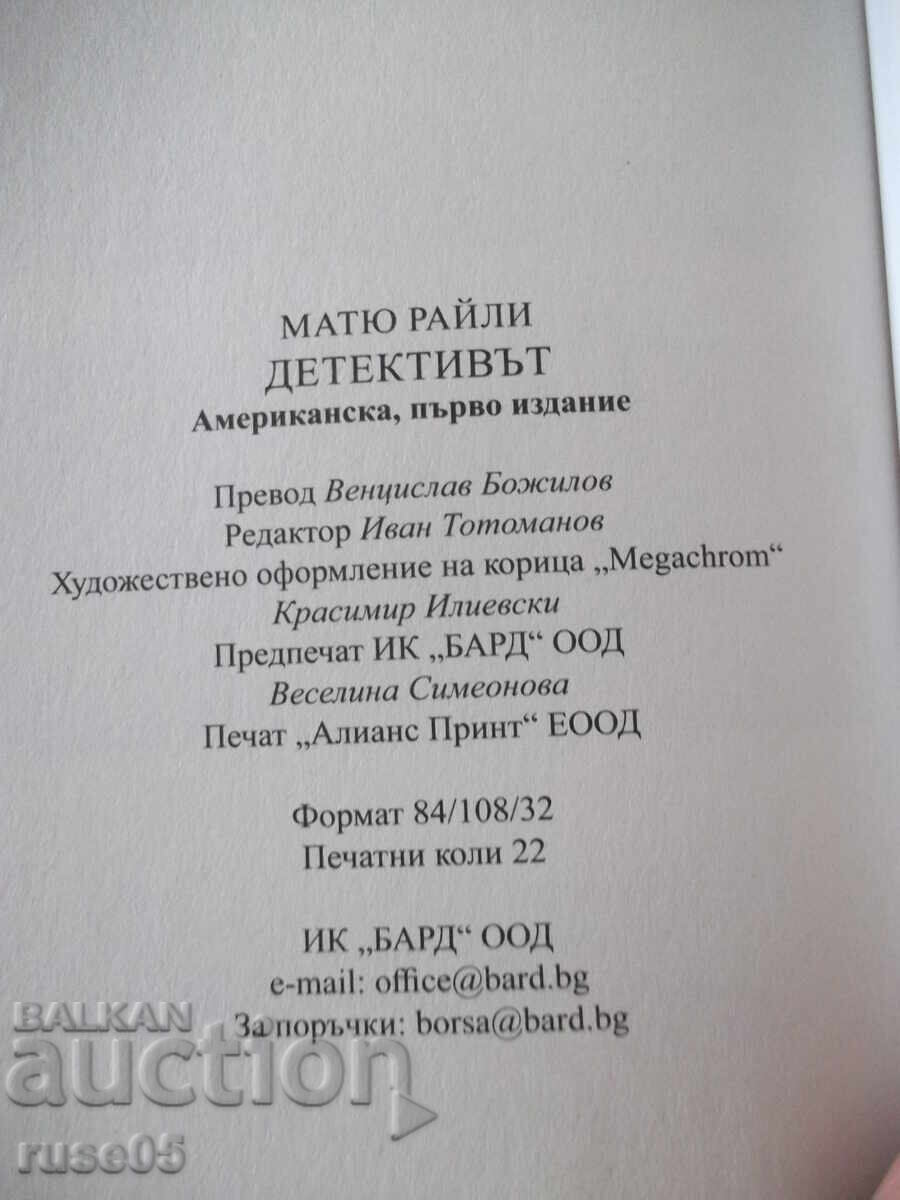 МАТЮ РАЙЛИ
ДЕТЕКТИВЪТ
Американска, първо издание
Превод Венцислав Божилов
Редактор Иван Тотоманов
Художествено оформление на корица „Megachrom“
Красимир Илиевски
Предпечат ИК „БАРД“ ООД
Веселина Симеонова
Печат „Алианс Принт“ ЕООД
Формат 84/108/32
Печатни коли 22
ИК „БАРД“ ООД
e-mail: office@bard.bg
За поръчки: borsa@bard.bg
BALKAN
auction
ruse05